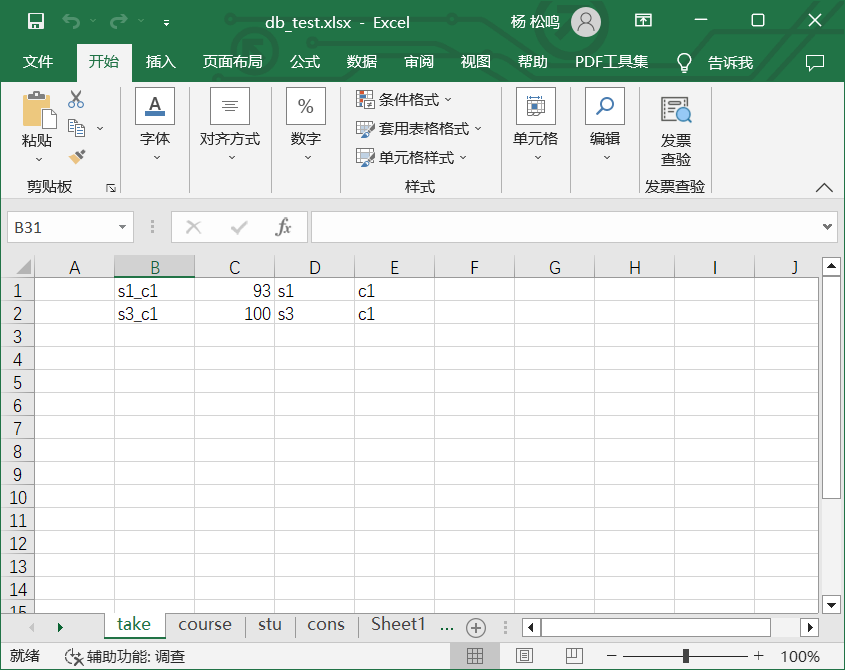 db_test.xlsx - Excel 杨 松鸣
文件 开始 插入 页面布局 公式 数据 审阅 视图 帮助 PDF工具集 告诉我
粘贴
剪贴板
A
字体
对齐方式
%
数字
条件格式
套用表格格式
单元格样式
样式
单元格
编辑
发票
查验
发票查验
B31 fx
A B C D E F G H I J
1 s1_c1 93 s1 c1
2 s3_c1 100 s3 c1
3
4
5
6
7
8
9
10
11
12
13
14
15
take course stu cons Sheet1 ...
就绪 辅助功能: 调查 100%